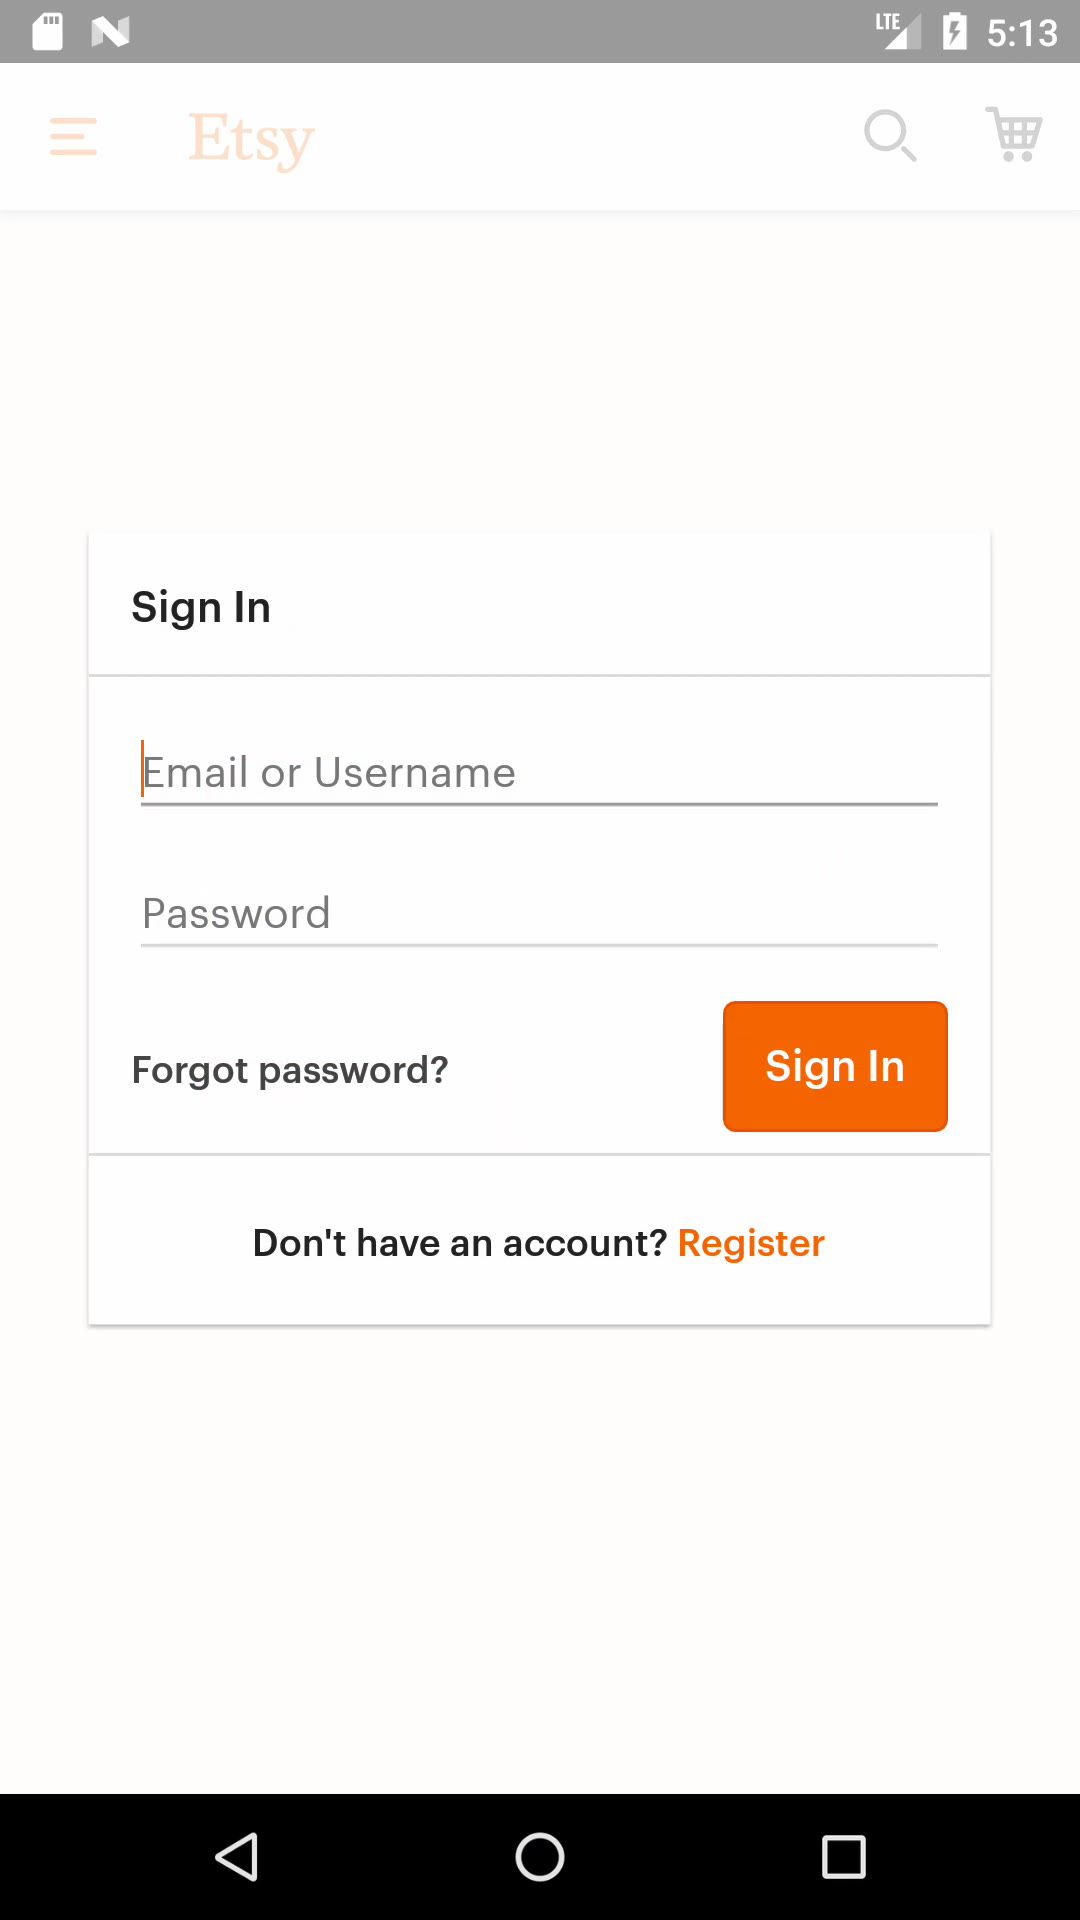 LTE 5:13
Etsy
Sign In
Email or Username
Password
Forgot password? Sign In
Don't have an account? Register